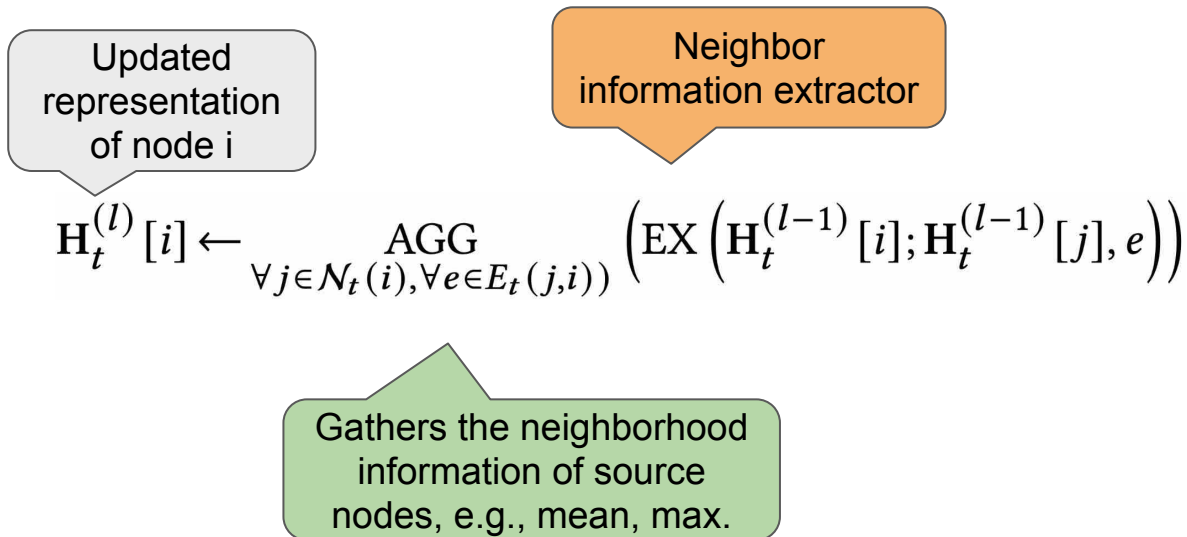 Updated
representation
of node i
Neighbor
information extractor
H_t^{(l)}[i] ← AGG_{∀j∈𝒩_t(i),∀e∈E_t(j,i))} (EX(H_t^{(l−1)}[i];H_t^{(l−1)}[j],e))
Gathers the neighborhood
information of source
nodes, e.g., mean, max.